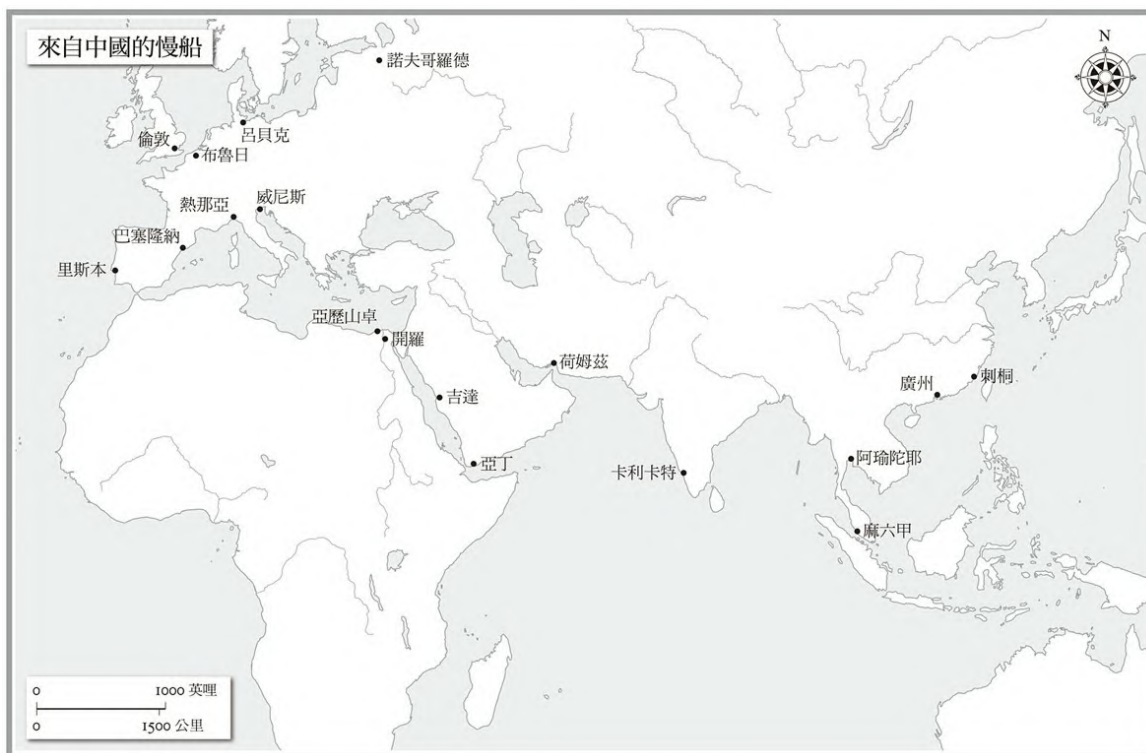 來自中國的慢船
N
諾夫哥羅德
呂貝克
倫敦
布魯日
威尼斯
熱那亞
巴塞隆納
里斯本
亞歷山卓
開羅
荷姆茲
刺桐
廣州
吉達
阿瑜陀耶
亞丁
卡利卡特
麻六甲
0 1000 英哩
0 1500 公里